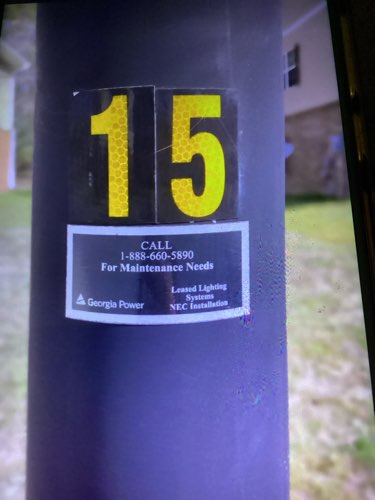 15
CALL
1-888-660-5890
For Maintenance Needs
Georgia Power
Leased Lighting
Systems
NEC Installation